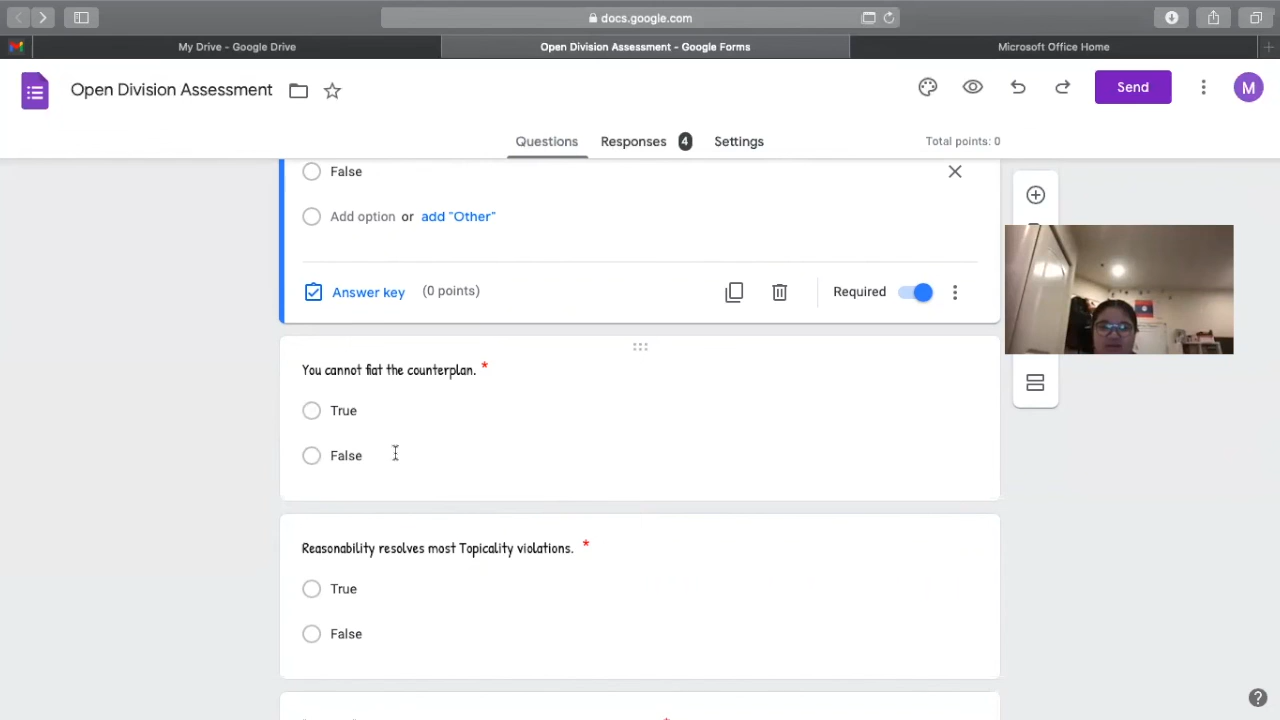 docs.google.com
My Drive - Google Drive
Open Division Assessment - Google Forms
Microsoft Office Home
Open Division Assessment
Send
M
Questions
Responses 4
Settings
Total points: 0
False
Add option or add "Other"
Answer key (0 points)
Required
You cannot fiat the counterplan. *
True
False
Reasonability resolves most Topicality violations. *
True
False